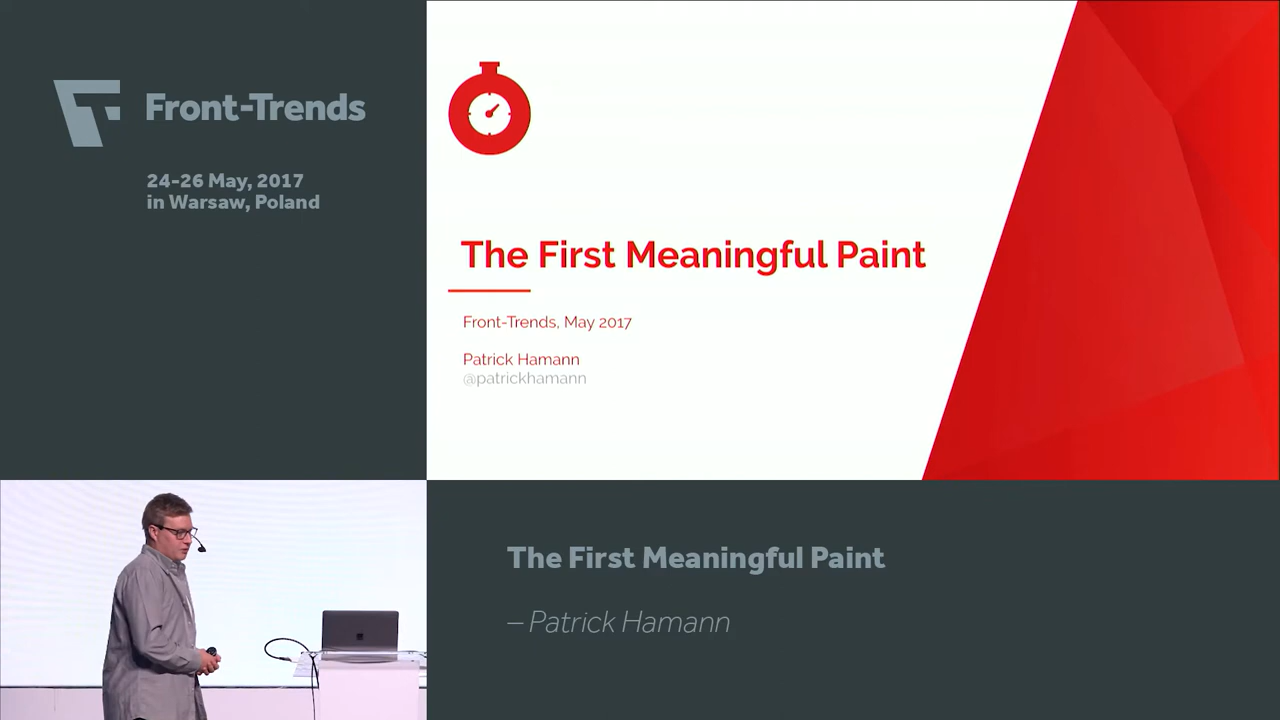 Front-Trends
24-26 May, 2017
in Warsaw, Poland
The First Meaningful Paint
Front-Trends, May 2017
Patrick Hamann
@patrickhamann
The First Meaningful Paint
– Patrick Hamann